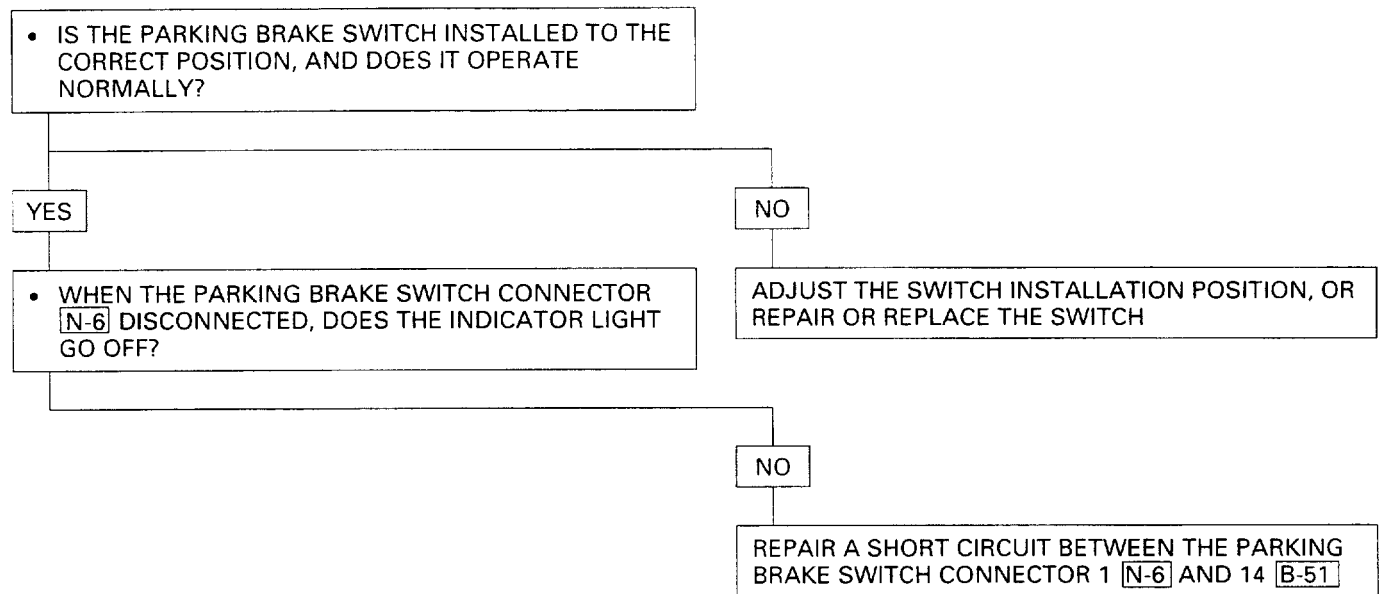 • IS THE PARKING BRAKE SWITCH INSTALLED TO THE
CORRECT POSITION, AND DOES IT OPERATE
NORMALLY?
YES
NO
• WHEN THE PARKING BRAKE SWITCH CONNECTOR
N-6 DISCONNECTED, DOES THE INDICATOR LIGHT
GO OFF?
ADJUST THE SWITCH INSTALLATION POSITION, OR
REPAIR OR REPLACE THE SWITCH
NO
REPAIR A SHORT CIRCUIT BETWEEN THE PARKING
BRAKE SWITCH CONNECTOR 1 N-6 AND 14 B-51